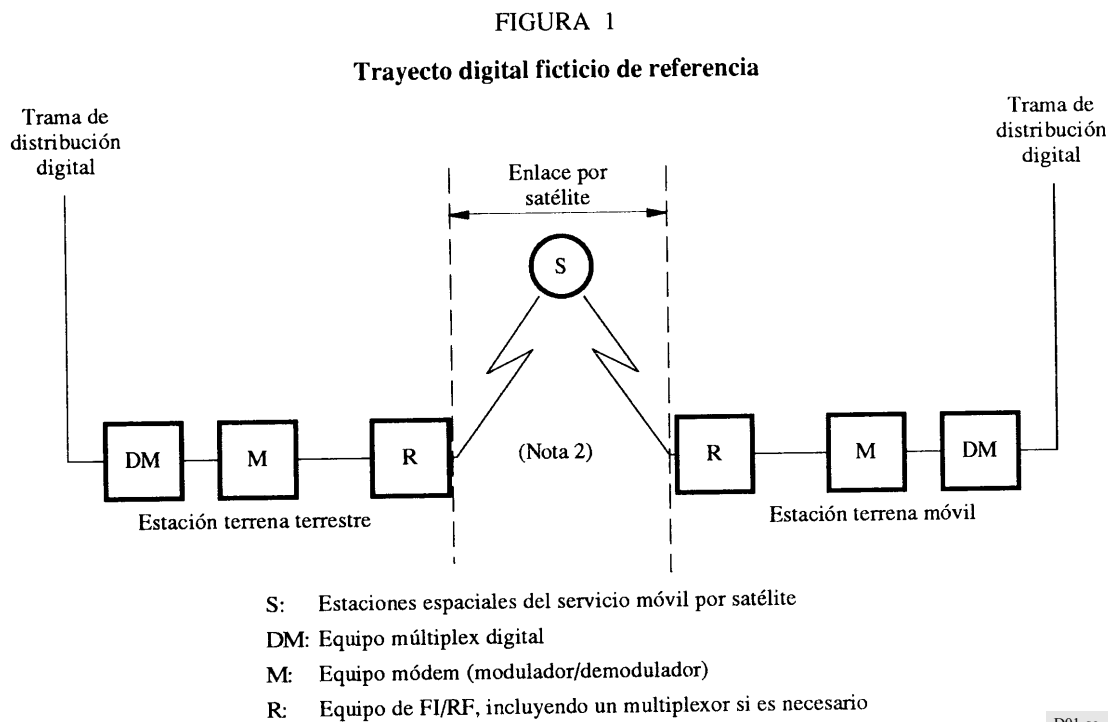 FIGURA 1
Trayecto digital ficticio de referencia
Trama de
distribución
digital
Trama de
distribución
digital
Enlace por
satélite
S
DM
M
R
(Nota 2)
R
M
DM
Estación terrena terrestre
Estación terrena móvil
S: Estaciones espaciales del servicio móvil por satélite
DM: Equipo múltiplex digital
M: Equipo módem (modulador/demodulador)
R: Equipo de FI/RF, incluyendo un multiplexor si es necesario